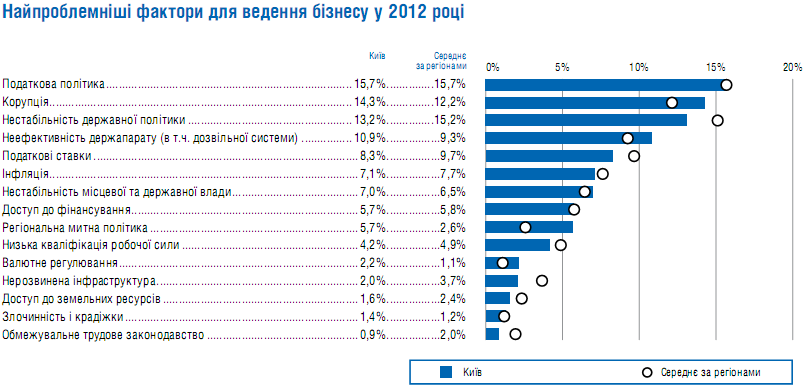 Найпроблемніші фактори для ведення бізнесу у 2012 році
Київ Середнє за регіонами 0% 5% 10% 15% 20%
Податкова політика 15,7% 15,7%
Корупція 14,3% 12,2%
Нестабільність державної політики 13,2% 15,2%
Неефективність держапарату (в т.ч. дозвільної системи) 10,9% 9,3%
Податкові ставки 8,3% 9,7%
Інфляція 7,1% 7,7%
Нестабільність місцевої та державної влади 7,0% 6,5%
Доступ до фінансування 5,7% 5,8%
Регіональна митна політика 5,7% 2,6%
Низька кваліфікація робочої сили 4,2% 4,9%
Валютне регулювання 2,2% 1,1%
Нерозвинена інфраструктура 2,0% 3,7%
Доступ до земельних ресурсів 1,6% 2,4%
Злочинність і крадіжки 1,4% 1,2%
Обмежувальне трудове законодавство 0,9% 2,0%
Київ Середнє за регіонами